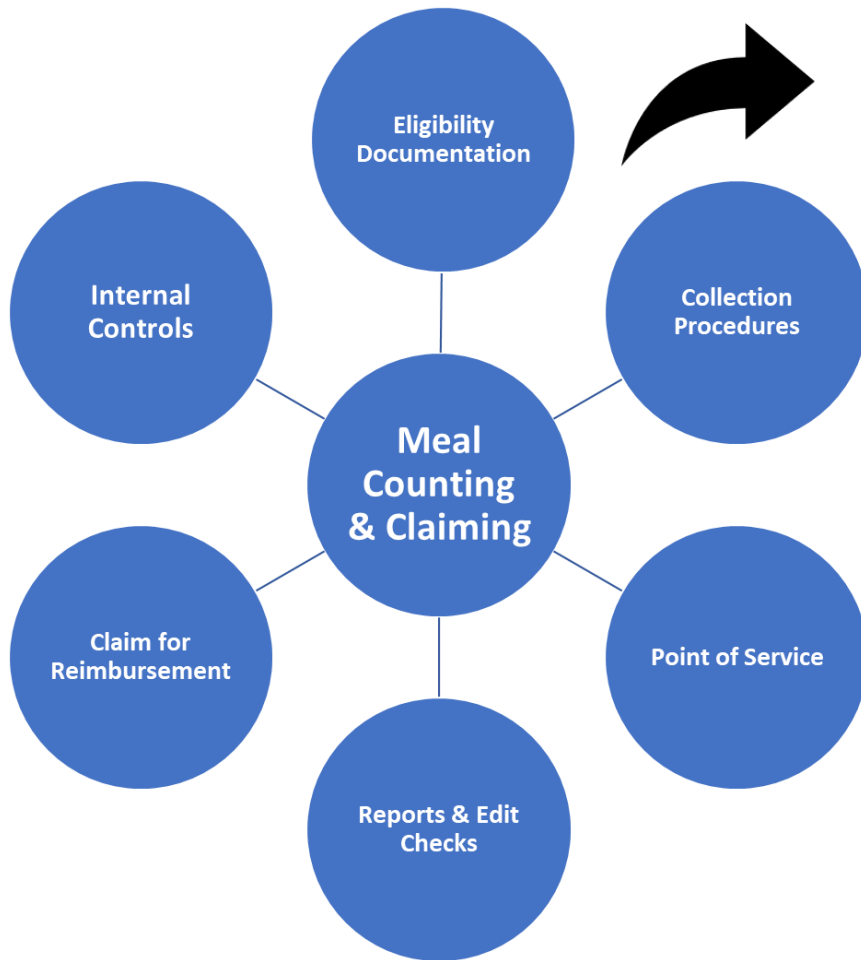 Eligibility
Documentation
Collection
Procedures
Point of Service
Reports & Edit
Checks
Claim for
Reimbursement
Internal
Controls
Meal
Counting
& Claiming